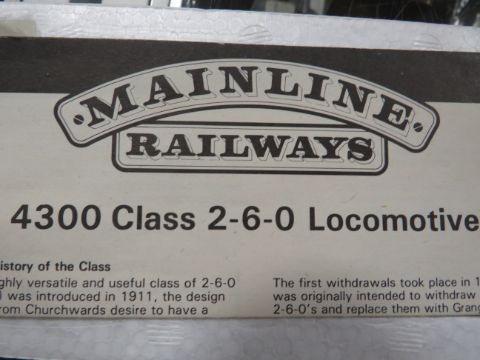 MAINLINE
RAILWAYS
4300 Class 2-6-0 Locomotive
istory of the Class
ghly versatile and useful class of 2-6-0
) was introduced in 1911, the design
rom Churchwards desire to have a
The first withdrawals took place in 1
was originally intended to withdraw
2-6-0's and replace them with Grang